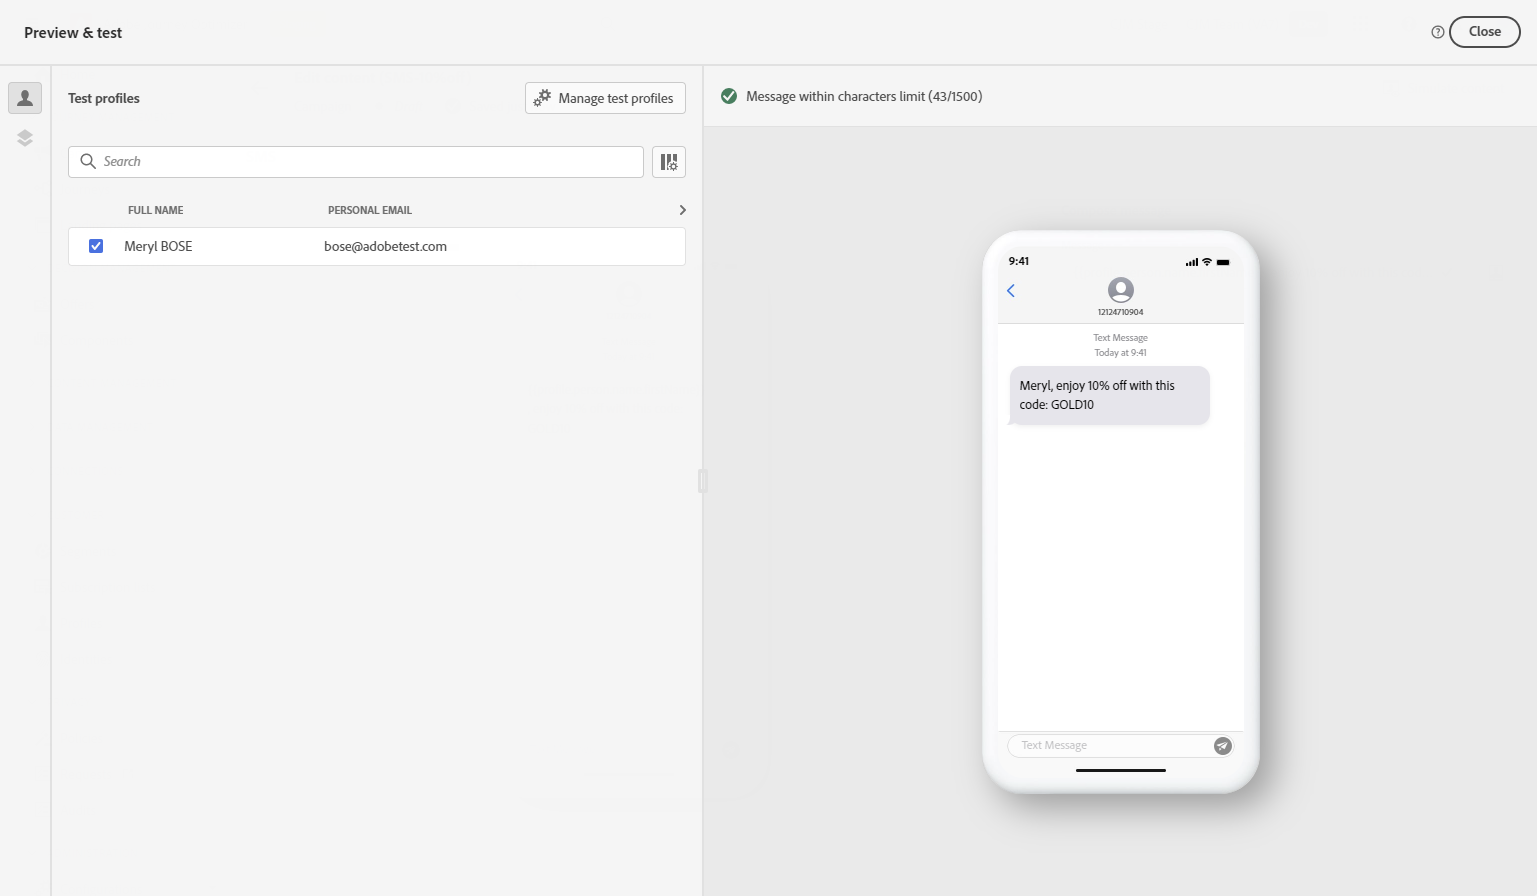 Preview & test
Close
Test profiles
Manage test profiles
Search
FULL NAME
PERSONAL EMAIL
Meryl BOSE
bose@adobetest.com
Message within characters limit (43/1500)
9:41
12124710904
Text Message
Today at 9:41
Meryl, enjoy 10% off with this
code: GOLD10
Text Message